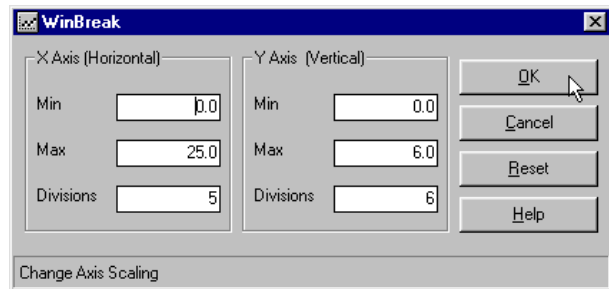 WinBreak
X Axis (Horizontal)
Min 0.0
Max 25.0
Divisions 5
Y Axis (Vertical)
Min 0.0
Max 6.0
Divisions 6
OK
Cancel
Reset
Help
Change Axis Scaling